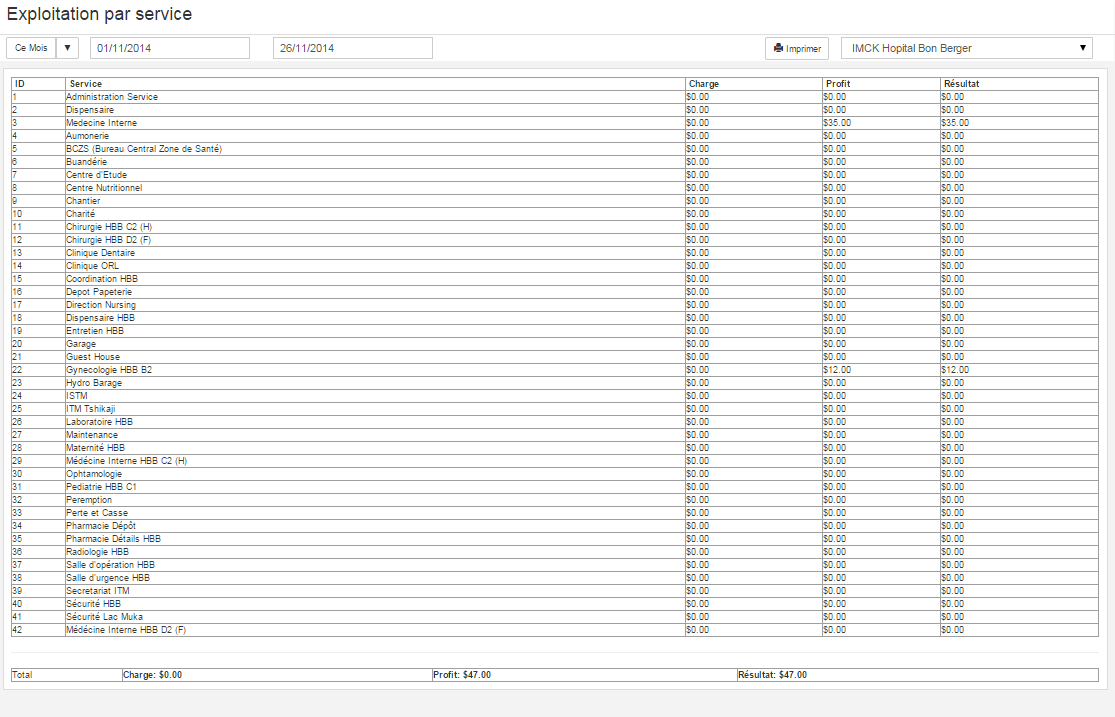 Exploitation par service
Ce Mois ▼ 01/11/2014 26/11/2014 Imprimer IMCK Hopital Bon Berger ▼
ID Service Charge Profit Résultat
1 Administration Service $0.00 $0.00 $0.00
2 Dispensaire $0.00 $0.00 $0.00
3 Medecine Interne $0.00 $35.00 $35.00
4 Aumonerie $0.00 $0.00 $0.00
5 BCZS (Bureau Central Zone de Santé) $0.00 $0.00 $0.00
6 Buandérie $0.00 $0.00 $0.00
7 Centre d'Etude $0.00 $0.00 $0.00
8 Centre Nutritionnel $0.00 $0.00 $0.00
9 Chantier $0.00 $0.00 $0.00
10 Charité $0.00 $0.00 $0.00
11 Chirurgie HBB C2 (H) $0.00 $0.00 $0.00
12 Chirurgie HBB D2 (F) $0.00 $0.00 $0.00
13 Clinique Dentaire $0.00 $0.00 $0.00
14 Clinique ORL $0.00 $0.00 $0.00
15 Coordination HBB $0.00 $0.00 $0.00
16 Depot Papeterie $0.00 $0.00 $0.00
17 Direction Nursing $0.00 $0.00 $0.00
18 Dispensaire HBB $0.00 $0.00 $0.00
19 Entretien HBB $0.00 $0.00 $0.00
20 Garage $0.00 $0.00 $0.00
21 Guest House $0.00 $0.00 $0.00
22 Gynecologie HBB B2 $0.00 $12.00 $12.00
23 Hydro Barage $0.00 $0.00 $0.00
24 ISTM $0.00 $0.00 $0.00
25 ITM Tshikaji $0.00 $0.00 $0.00
26 Laboratoire HBB $0.00 $0.00 $0.00
27 Maintenance $0.00 $0.00 $0.00
28 Maternité HBB $0.00 $0.00 $0.00
29 Médécine Interne HBB C2 (H) $0.00 $0.00 $0.00
30 Ophtamologie $0.00 $0.00 $0.00
31 Pediatrie HBB C1 $0.00 $0.00 $0.00
32 Peremption $0.00 $0.00 $0.00
33 Perte et Casse $0.00 $0.00 $0.00
34 Pharmacie Dépôt $0.00 $0.00 $0.00
35 Pharmacie Détails HBB $0.00 $0.00 $0.00
36 Radiologie HBB $0.00 $0.00 $0.00
37 Salle d'opération HBB $0.00 $0.00 $0.00
38 Salle d'urgence HBB $0.00 $0.00 $0.00
39 Secretariat ITM $0.00 $0.00 $0.00
40 Sécurité HBB $0.00 $0.00 $0.00
41 Sécurité Lac Muka $0.00 $0.00 $0.00
42 Médécine Interne HBB D2 (F) $0.00 $0.00 $0.00
Total Charge: $0.00 Profit: $47.00 Résultat: $47.00